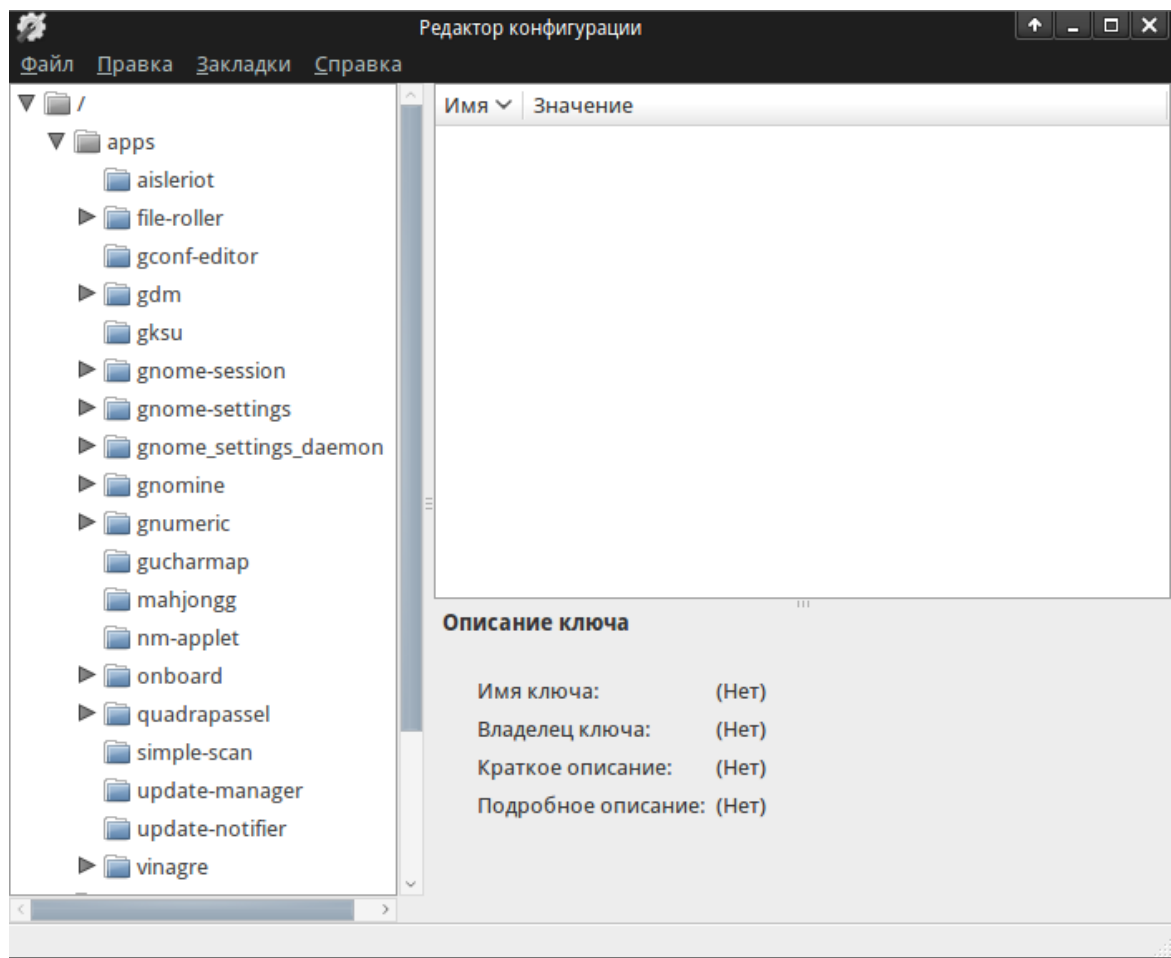 Редактор конфигурации
Файл Правка Закладки Справка
/
apps
aisleriot
file-roller
gconf-editor
gdm
gksu
gnome-session
gnome-settings
gnome_settings_daemon
gnomine
gnumeric
gucharmap
mahjongg
nm-applet
onboard
quadrapassel
simple-scan
update-manager
update-notifier
vinagre
Имя Значение
Описание ключа
Имя ключа: (Нет)
Владелец ключа: (Нет)
Краткое описание: (Нет)
Подробное описание: (Нет)